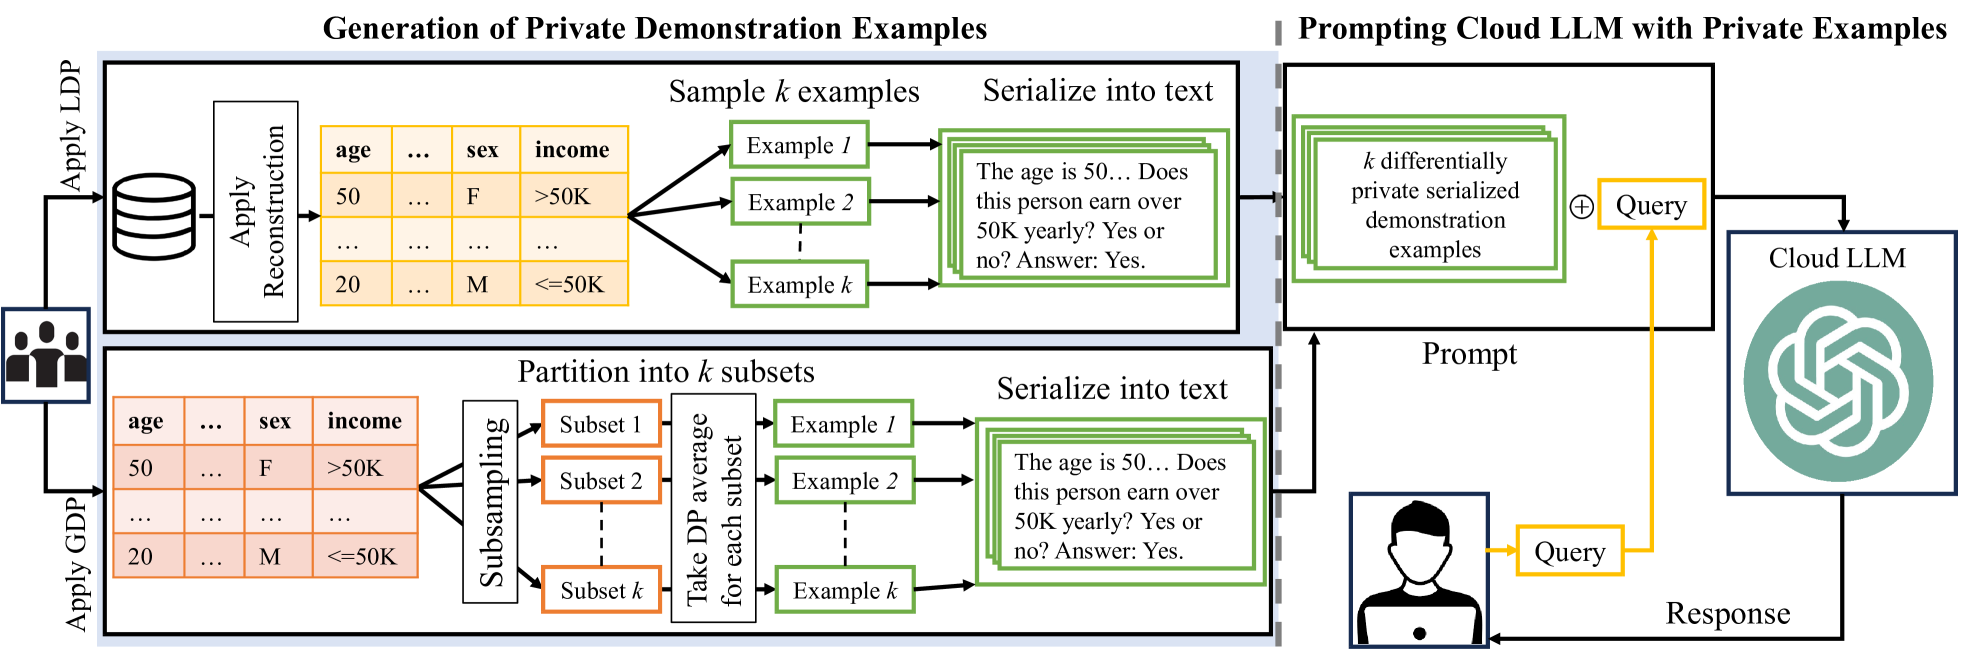 Generation of Private Demonstration Examples
Prompting Cloud LLM with Private Examples
Apply LDP
Apply
Reconstruction
age … sex income
50 … F >50K
… … … …
20 … M <=50K
Sample k examples
Example 1
Example 2
Example k
Serialize into text
The age is 50… Does
this person earn over
50K yearly? Yes or
no? Answer: Yes.
Apply GDP
age … sex income
50 … F >50K
… … … …
20 … M <=50K
Partition into k subsets
Subsampling
Subset 1
Subset 2
Subset k
Take DP average
for each subset
Example 1
Example 2
Example k
Serialize into text
The age is 50… Does
this person earn over
50K yearly? Yes or
no? Answer: Yes.
k differentially
private serialized
demonstration
examples
Query
Prompt
Cloud LLM
Query
Response